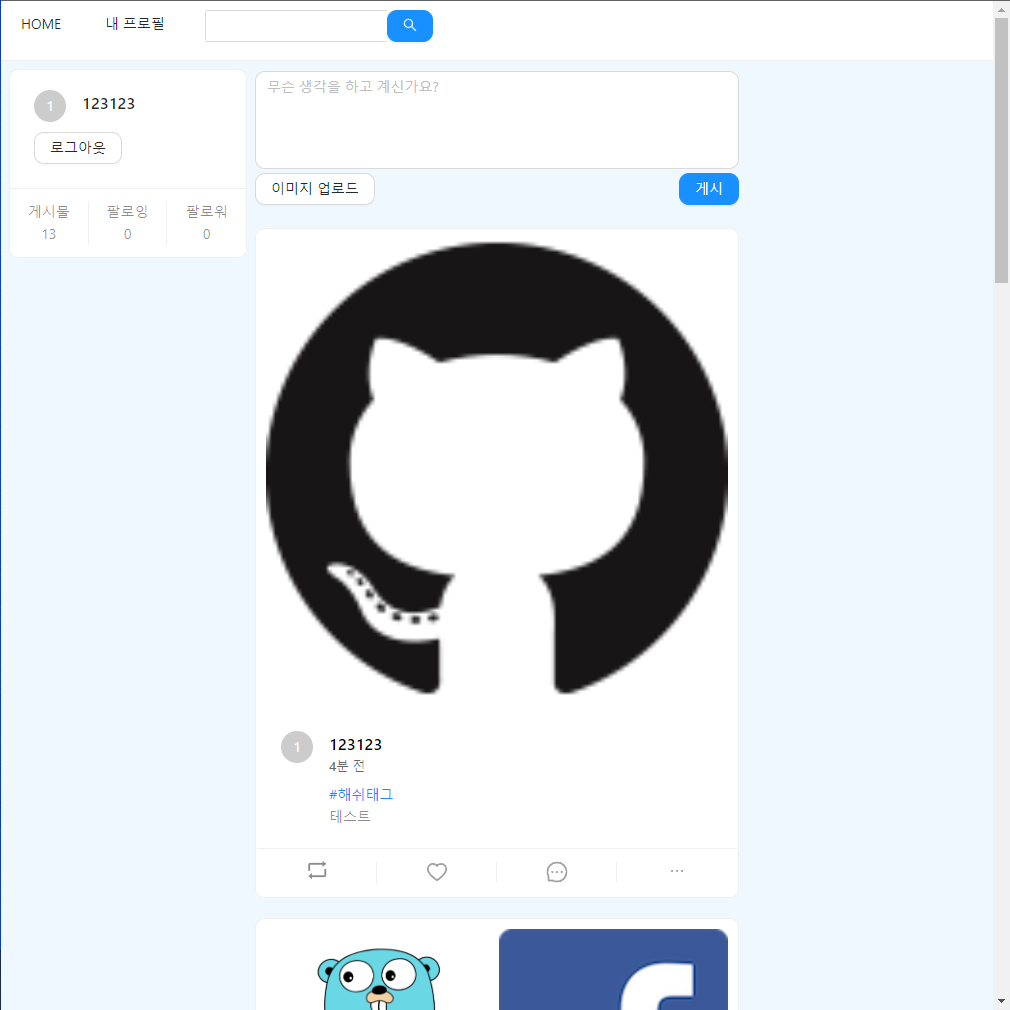 HOME
내 프로필
1
123123
로그아웃
게시물
13
팔로잉
0
팔로워
0
무슨 생각을 하고 계신가요?
이미지 업로드
게시
1
123123
4분 전
#해쉬태그
테스트